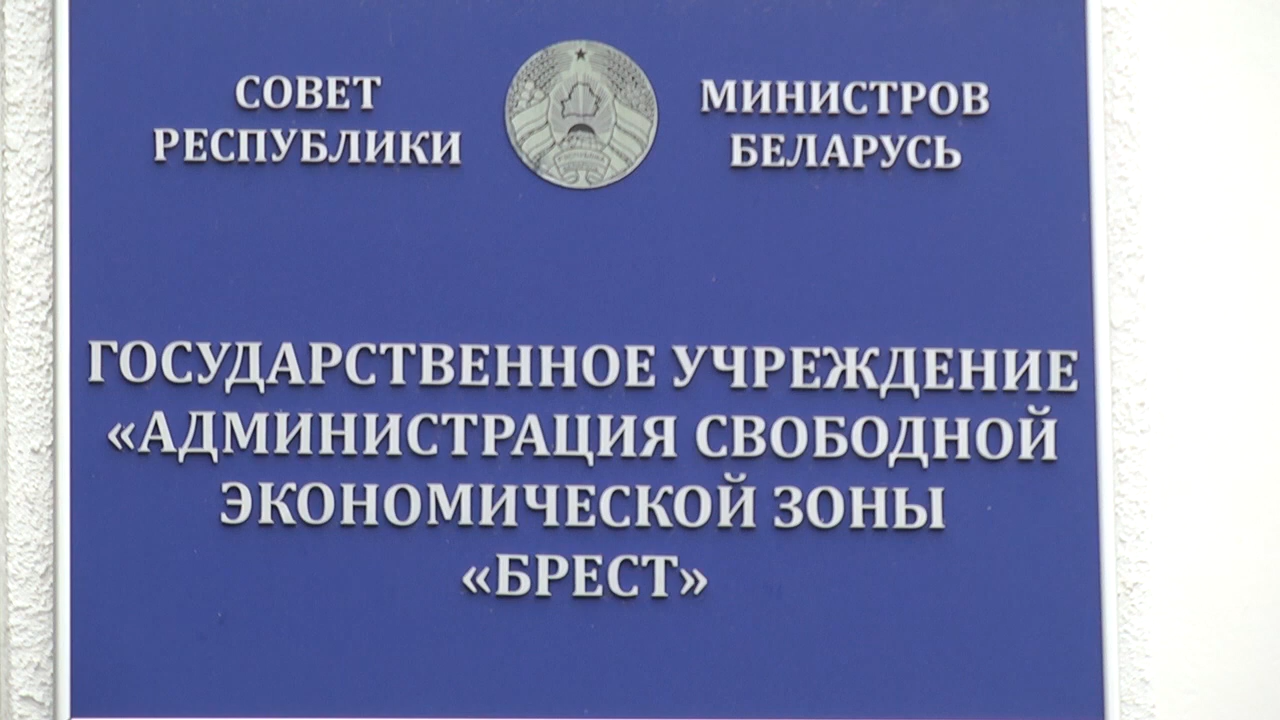 СОВЕТ МИНИСТРОВ
РЕСПУБЛИКИ БЕЛАРУСЬ
ГОСУДАРСТВЕННОЕ УЧРЕЖДЕНИЕ
«АДМИНИСТРАЦИЯ СВОБОДНОЙ
ЭКОНОМИЧЕСКОЙ ЗОНЫ
«БРЕСТ»